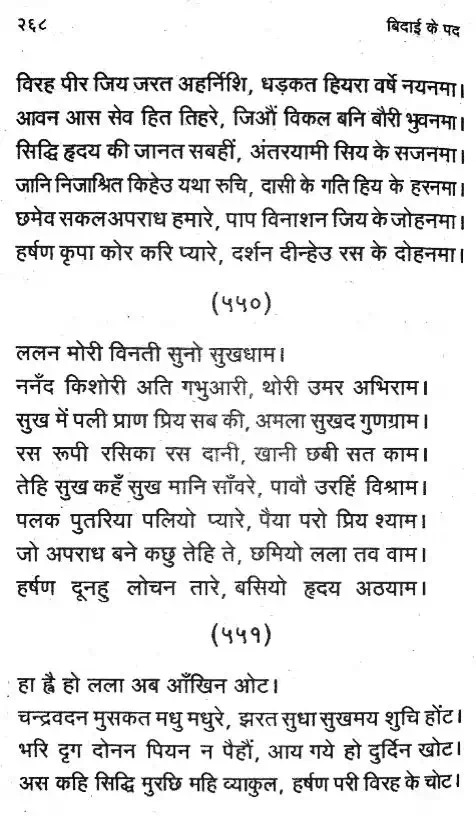 २६८ बिदाई के पद
विरह पीर जिय जरत अहर्निशि, धड़कत हियरा वर्षे नयनमा।
आवन आस सेव हित तिहरे, जिऔं विकल बनि बौरी भुवनमा।
सिद्धि हृदय की जानत सबहीं, अंतरयामी सिय के सजनमा।
जानि निजाश्रित किहेउ यथा रुचि, दासी के गति हिय के हरनमा।
छमेव सकल अपराध हमारे, पाप विनाशन जिय के जोहनमा।
हर्षण कृपा कोर करि प्यारे, दर्शन दीन्हेउ रस के दोहनमा।
(५५०)
ललन मोरी विनती सुनो सुखधाम।
ननँद किशोरी अति गभुआरी, थोरी उमर अभिराम।
सुख में पली प्राण प्रिय सब की, अमला सुखद गुणग्राम।
रस रूपी रसिका रस दानी, खानी छबी सत काम।
तेहि सुख कहँ सुख मानि साँवरे, पावौ उरहिं विश्राम।
पलक पुतरिया पलियो प्यारे, पैया परो प्रिय श्याम।
जो अपराध बने कछु तेहि ते, छमियो लला तव वाम।
हर्षण दूनहु लोचन तारे, बसियो हृदय अठयाम।
(५५१)
हा ह्वै हो लला अब आँखिन ओट।
चन्द्रवदन मुसकत मधु मधुरे, झरत सुधा सुखमय शुचि होंट।
भरि दृग दोनन पियन न पैहौं, आय गये हो दुर्दिन खोट।
अस कहि सिद्धि मुरछि महि व्याकुल, हर्षण परी विरह के चोट।